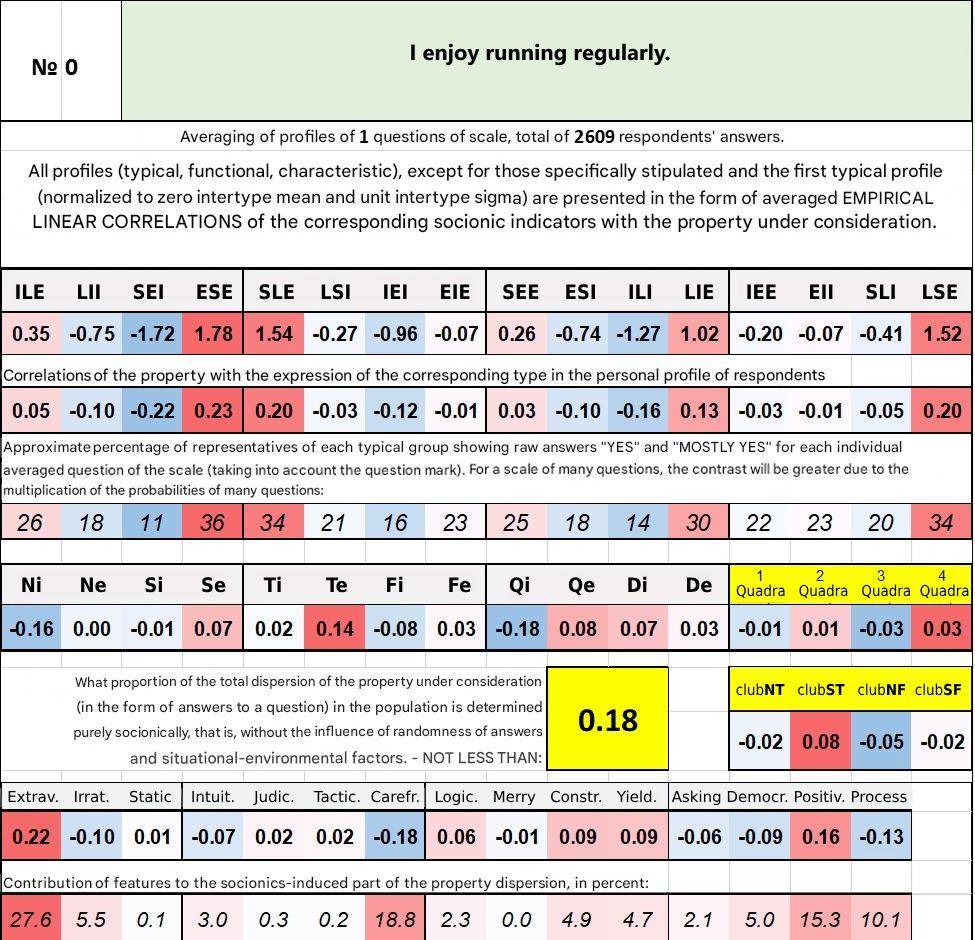 № 0
I enjoy running regularly.
Averaging of profiles of 1 questions of scale, total of 2609 respondents' answers.
All profiles (typical, functional, characteristic), except for those specifically stipulated and the first typical profile
(normalized to zero intertype mean and unit intertype sigma) are presented in the form of averaged EMPIRICAL
LINEAR CORRELATIONS of the corresponding socionic indicators with the property under consideration.
ILE LII SEI ESE SLE LSI IEI EIE SEE ESI ILI LIE IEE EII SLI LSE
0.35 -0.75 -1.72 1.78 1.54 -0.27 -0.96 -0.07 0.26 -0.74 -1.27 1.02 -0.20 -0.07 -0.41 1.52
Correlations of the property with the expression of the corresponding type in the personal profile of respondents
0.05 -0.10 -0.22 0.23 0.20 -0.03 -0.12 -0.01 0.03 -0.10 -0.16 0.13 -0.03 -0.01 -0.05 0.20
Approximate percentage of representatives of each typical group showing raw answers "YES" and "MOSTLY YES" for each individual
averaged question of the scale (taking into account the question mark). For a scale of many questions, the contrast will be greater due to the
multiplication of the probabilities of many questions:
26 18 11 36 34 21 16 23 25 18 14 30 22 23 20 34
Ni Ne Si Se Ti Te Fi Fe Qi Qe Di De 1 Quadra 2 Quadra 3 Quadra 4 Quadra
-0.16 0.00 -0.01 0.07 0.02 0.14 -0.08 0.03 -0.18 0.08 0.07 0.03 -0.01 0.01 -0.03 0.03
What proportion of the total dispersion of the property under consideration
(in the form of answers to a question) in the population is determined
purely socionically, that is, without the influence of randomness of answers
and situational-environmental factors. - NOT LESS THAN:
0.18
clubNT clubST clubNF clubSF
-0.02 0.08 -0.05 -0.02
Extrav. Irrat. Static Intuit. Judic. Tactic. Carefr. Logic. Merry Constr. Yield. Asking Democr. Positiv. Process
0.22 -0.10 0.01 -0.07 0.02 0.02 -0.18 0.06 -0.01 0.09 0.09 -0.06 -0.09 0.16 -0.13
Contribution of features to the socionics-induced part of the property dispersion, in percent:
27.6 5.5 0.1 3.0 0.3 0.2 18.8 2.3 0.0 4.9 4.7 2.1 5.0 15.3 10.1